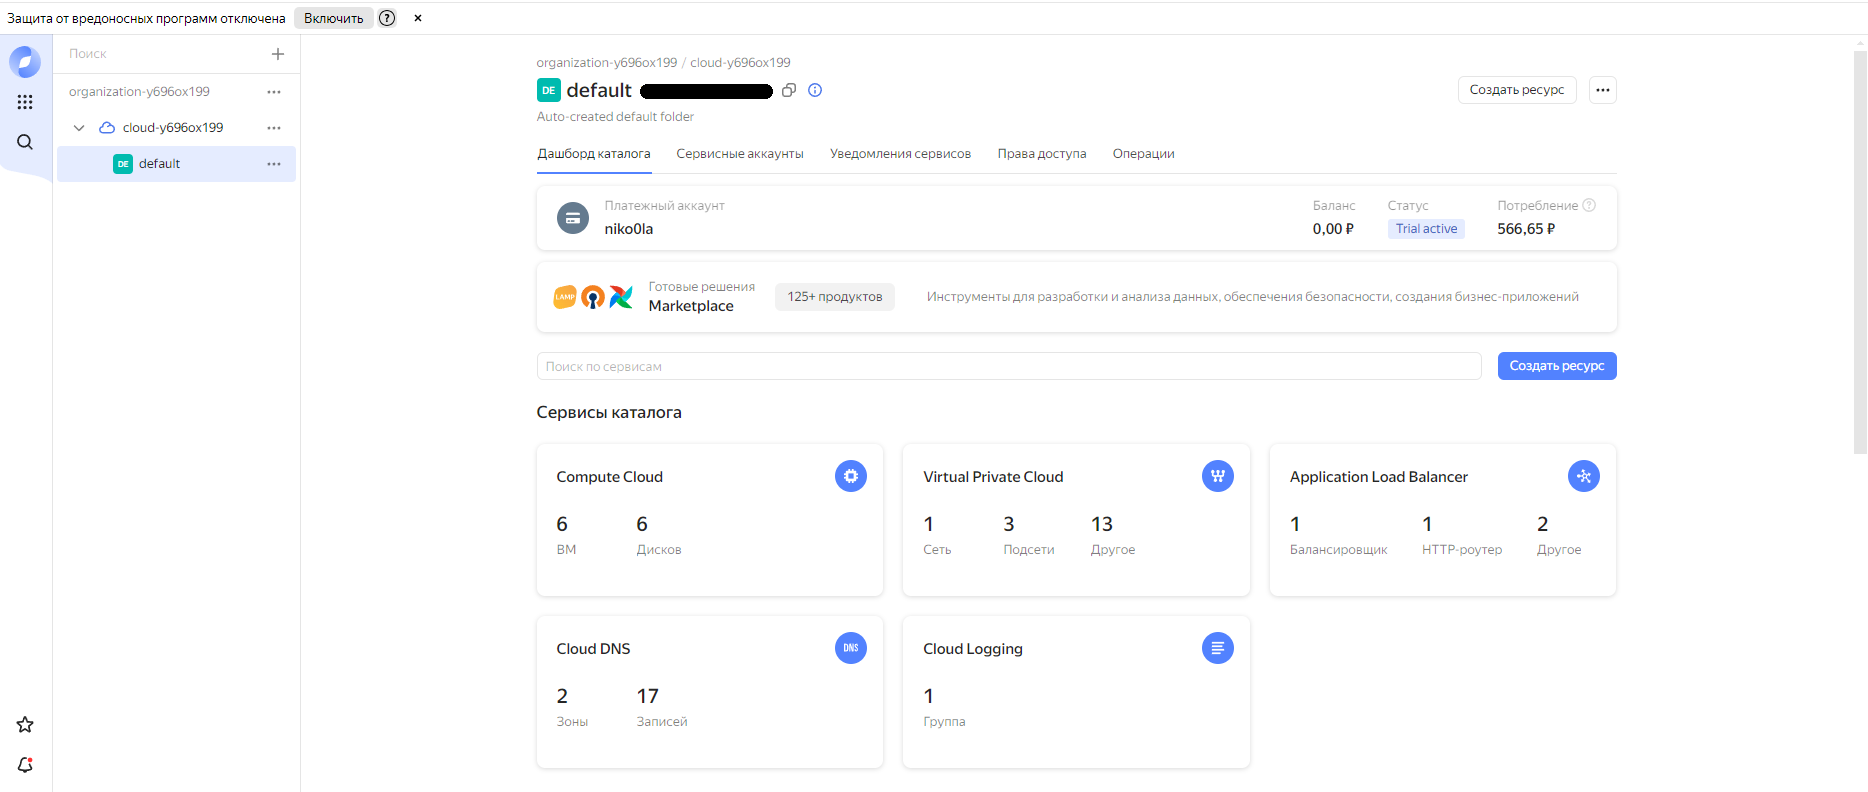 Защита от вредоносных программ отключена Включить ? ×
Поиск
organization-y696ox199
cloud-y696ox199
DE default
organization-y696ox199 / cloud-y696ox199
DE default
Auto-created default folder
Создать ресурс
Дашборд каталога Сервисные аккаунты Уведомления сервисов Права доступа Операции
Платежный аккаунт
niko0la
Баланс
0,00 ₽
Статус
Trial active
Потребление ?
566,65 ₽
LAMP
Готовые решения
Marketplace
125+ продуктов
Инструменты для разработки и анализа данных, обеспечения безопасности, создания бизнес-приложений
Поиск по сервисам
Создать ресурс
Сервисы каталога
Compute Cloud
6 6
ВМ Дисков
Virtual Private Cloud
1 3 13
Сеть Подсети Другое
Application Load Balancer
1 1 2
Балансировщик HTTP-роутер Другое
Cloud DNS
DNS
2 17
Зоны Записей
Cloud Logging
1
Группа